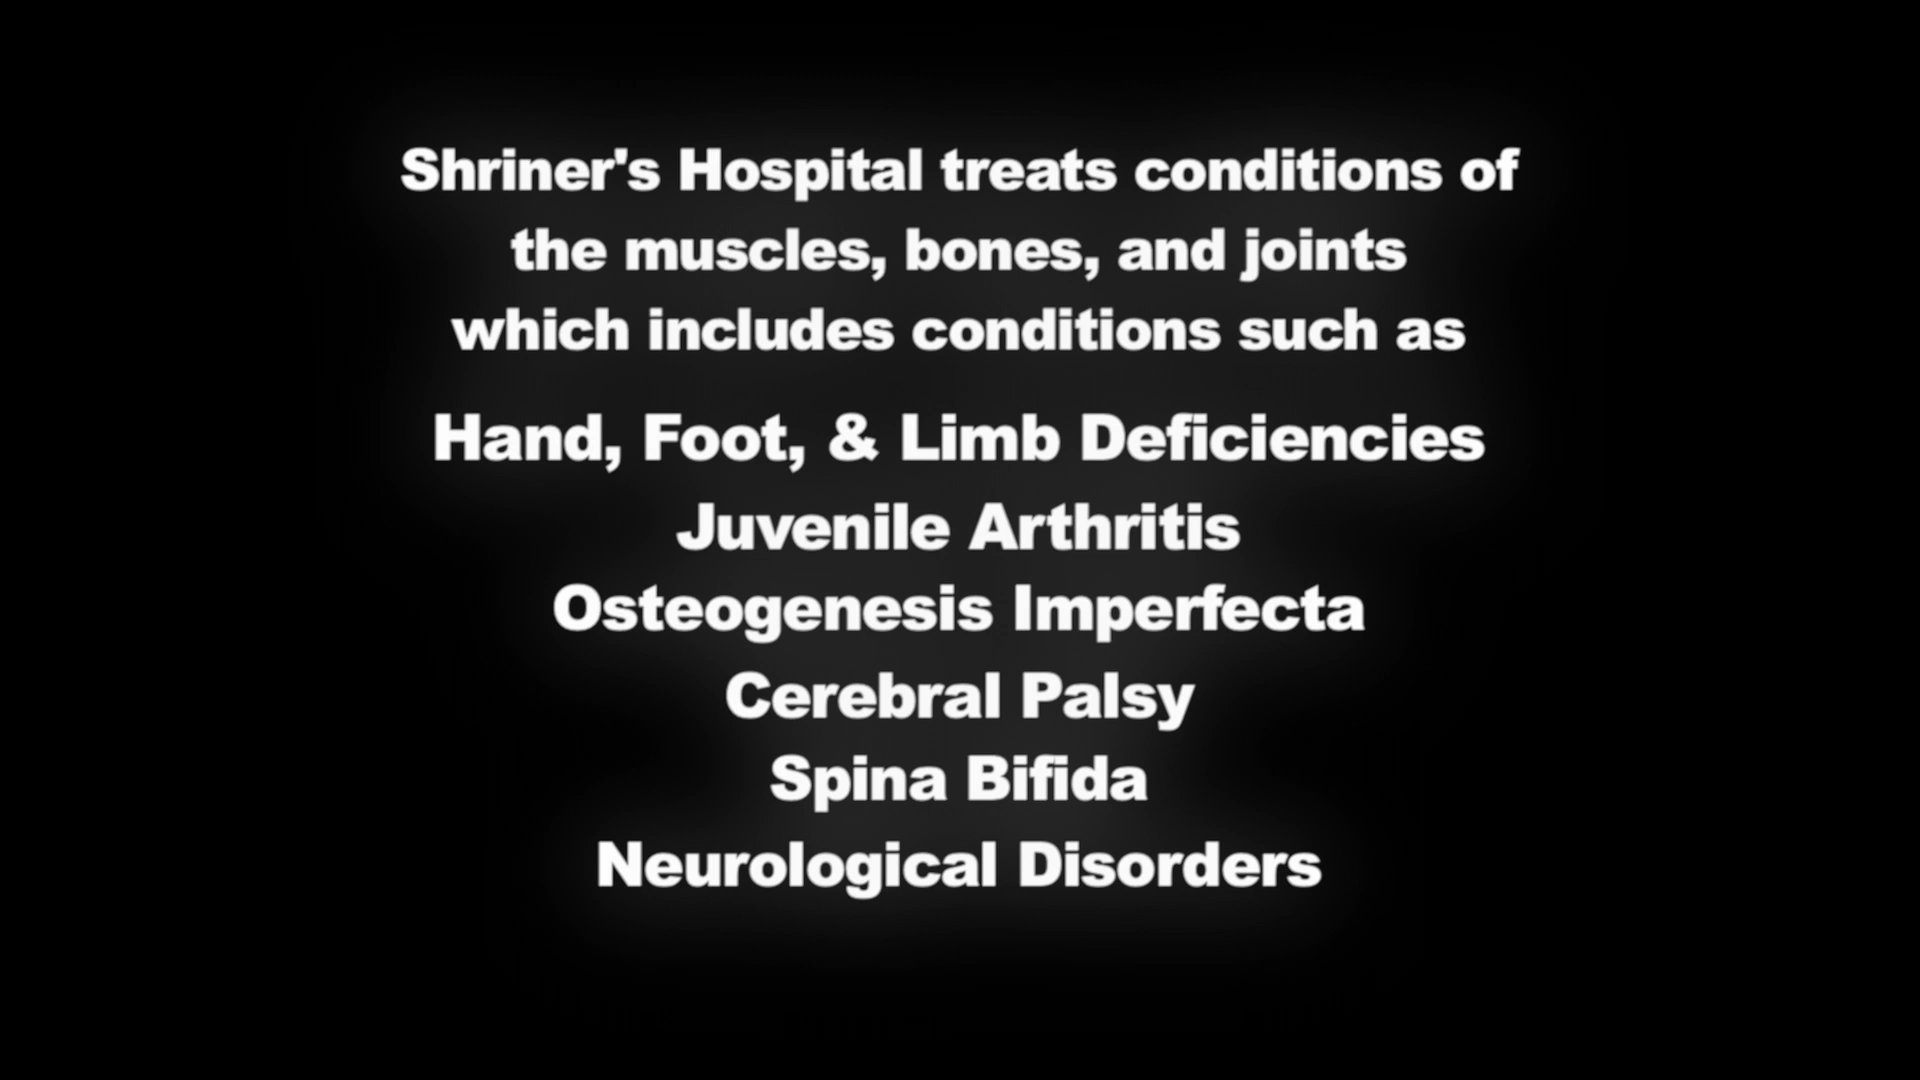 Shriner's Hospital treats conditions of
the muscles, bones, and joints
which includes conditions such as
Hand, Foot, & Limb Deficiencies
Juvenile Arthritis
Osteogenesis Imperfecta
Cerebral Palsy
Spina Bifida
Neurological Disorders